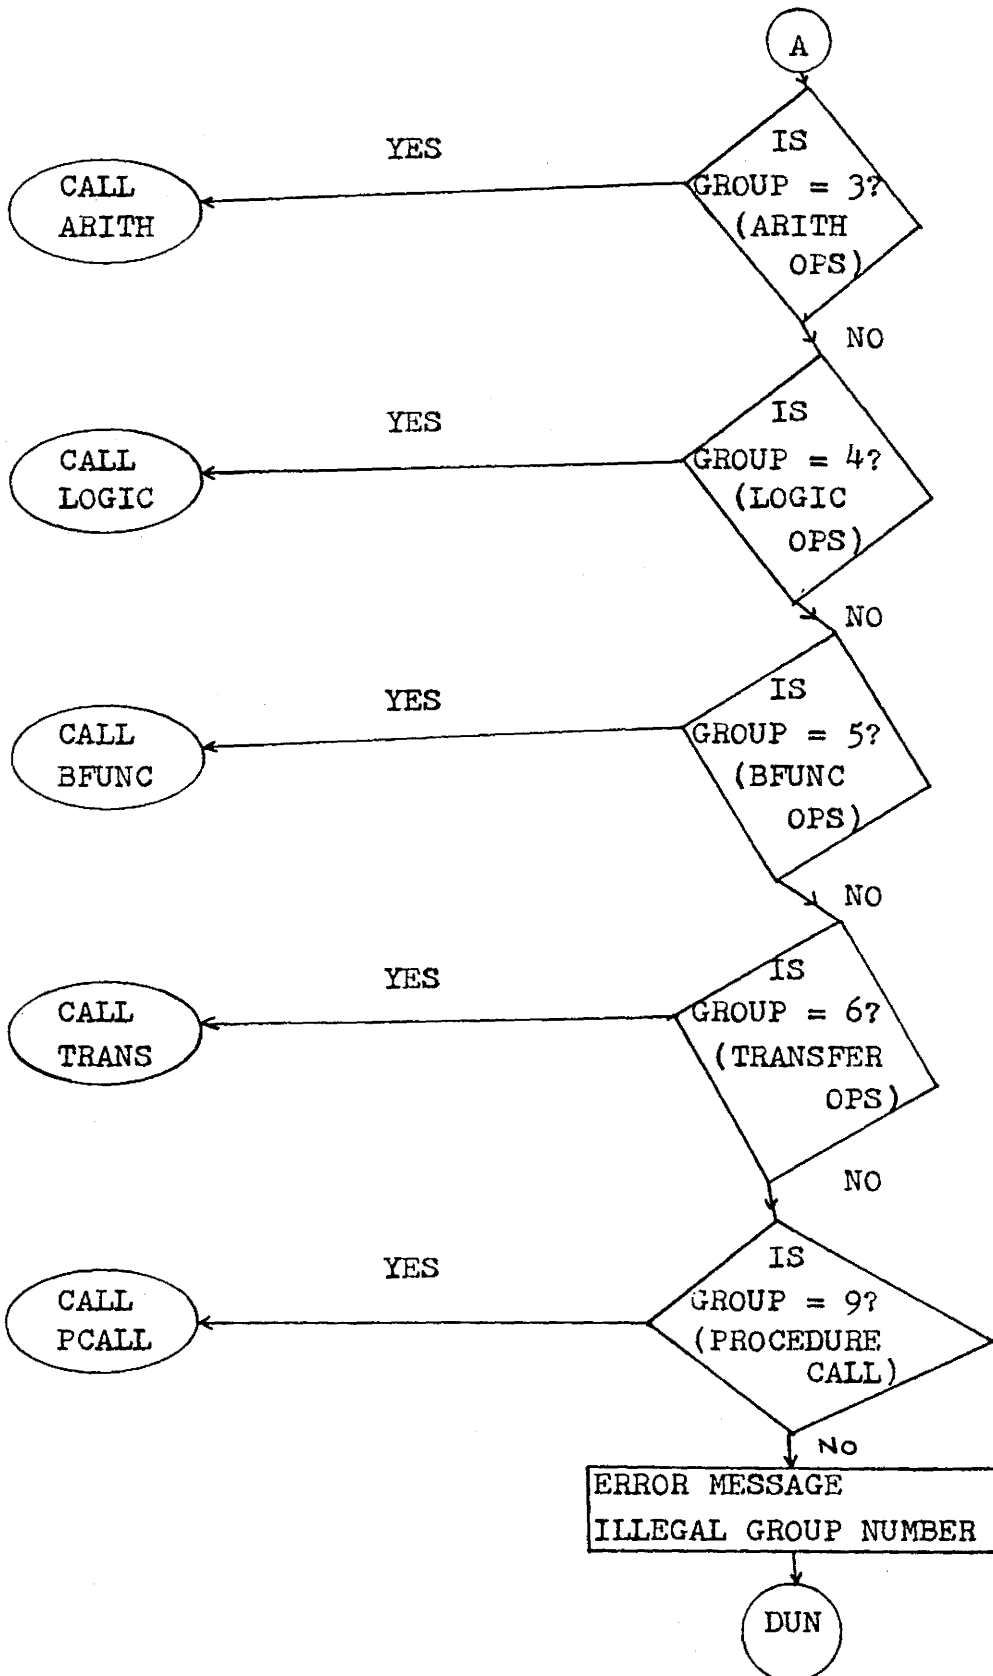 A
IS
GROUP = 3?
(ARITH
OPS)
YES
CALL
ARITH
NO
IS
GROUP = 4?
(LOGIC
OPS)
YES
CALL
LOGIC
NO
IS
GROUP = 5?
(BFUNC
OPS)
YES
CALL
BFUNC
NO
IS
GROUP = 6?
(TRANSFER
OPS)
YES
CALL
TRANS
NO
IS
GROUP = 9?
(PROCEDURE
CALL)
YES
CALL
PCALL
NO
ERROR MESSAGE
ILLEGAL GROUP NUMBER
DUN